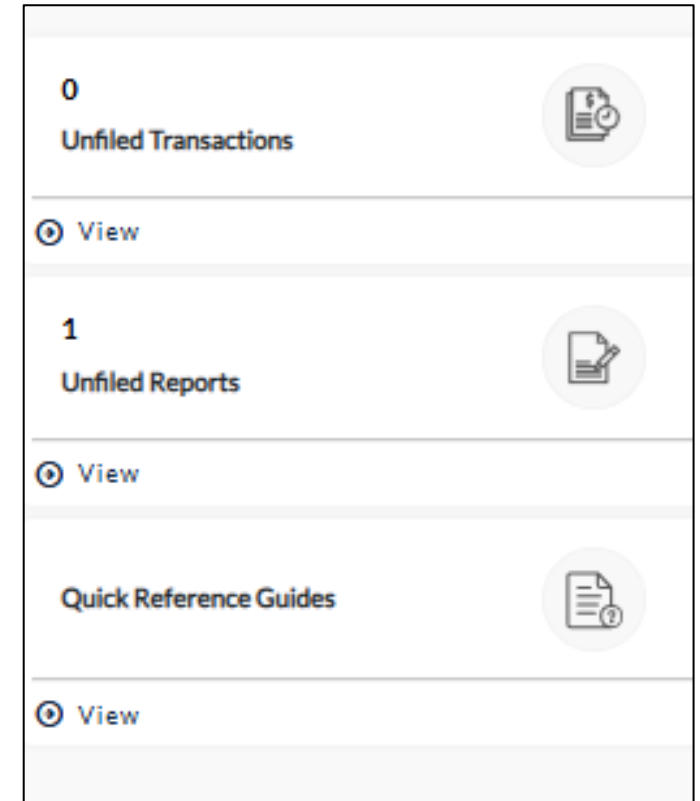 0
Unfiled Transactions
View
1
Unfiled Reports
View
Quick Reference Guides
View